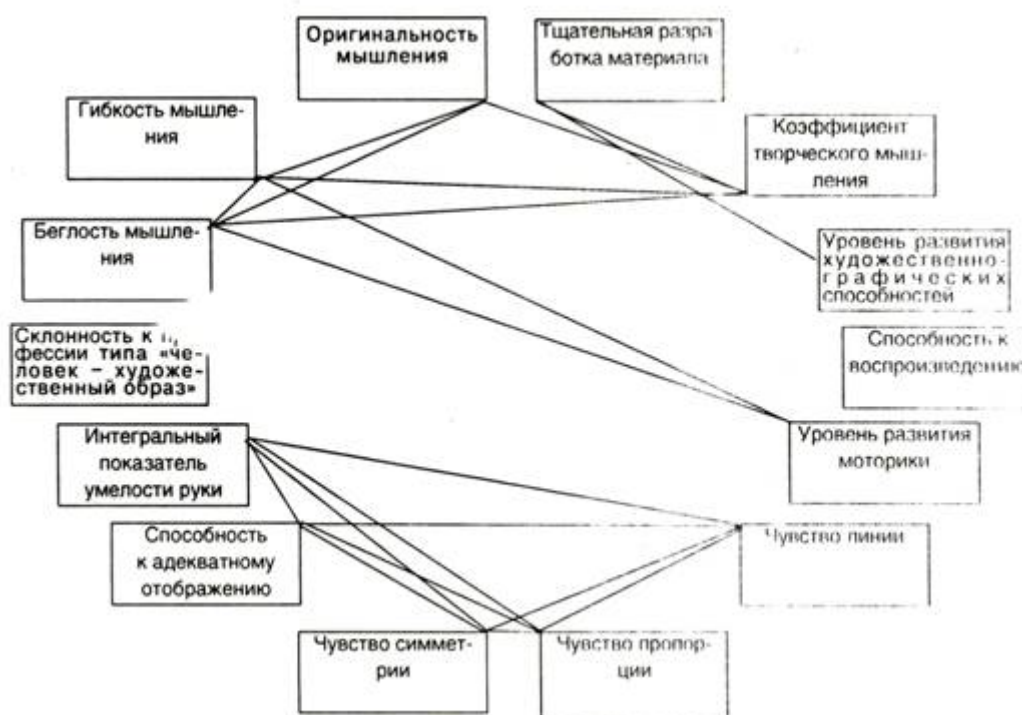 Оригинальность
мышления
Тщательная разра
ботка материала
Гибкость мышле-
ния
Коэффициент
творческого мыш-
ления
Беглость мышле-
ния
Уровень развития
художественно-
графических
способностей
Склонность к
фессии типа «че-
ловек – художе-
ственный образ»
Способность к
воспроизведению
Интегральный
показатель
умелости руки
Уровень развития
моторики
Способность
к адекватному
отображению
Чувство линии
Чувство симмет-
рии
Чувство пропор-
ции